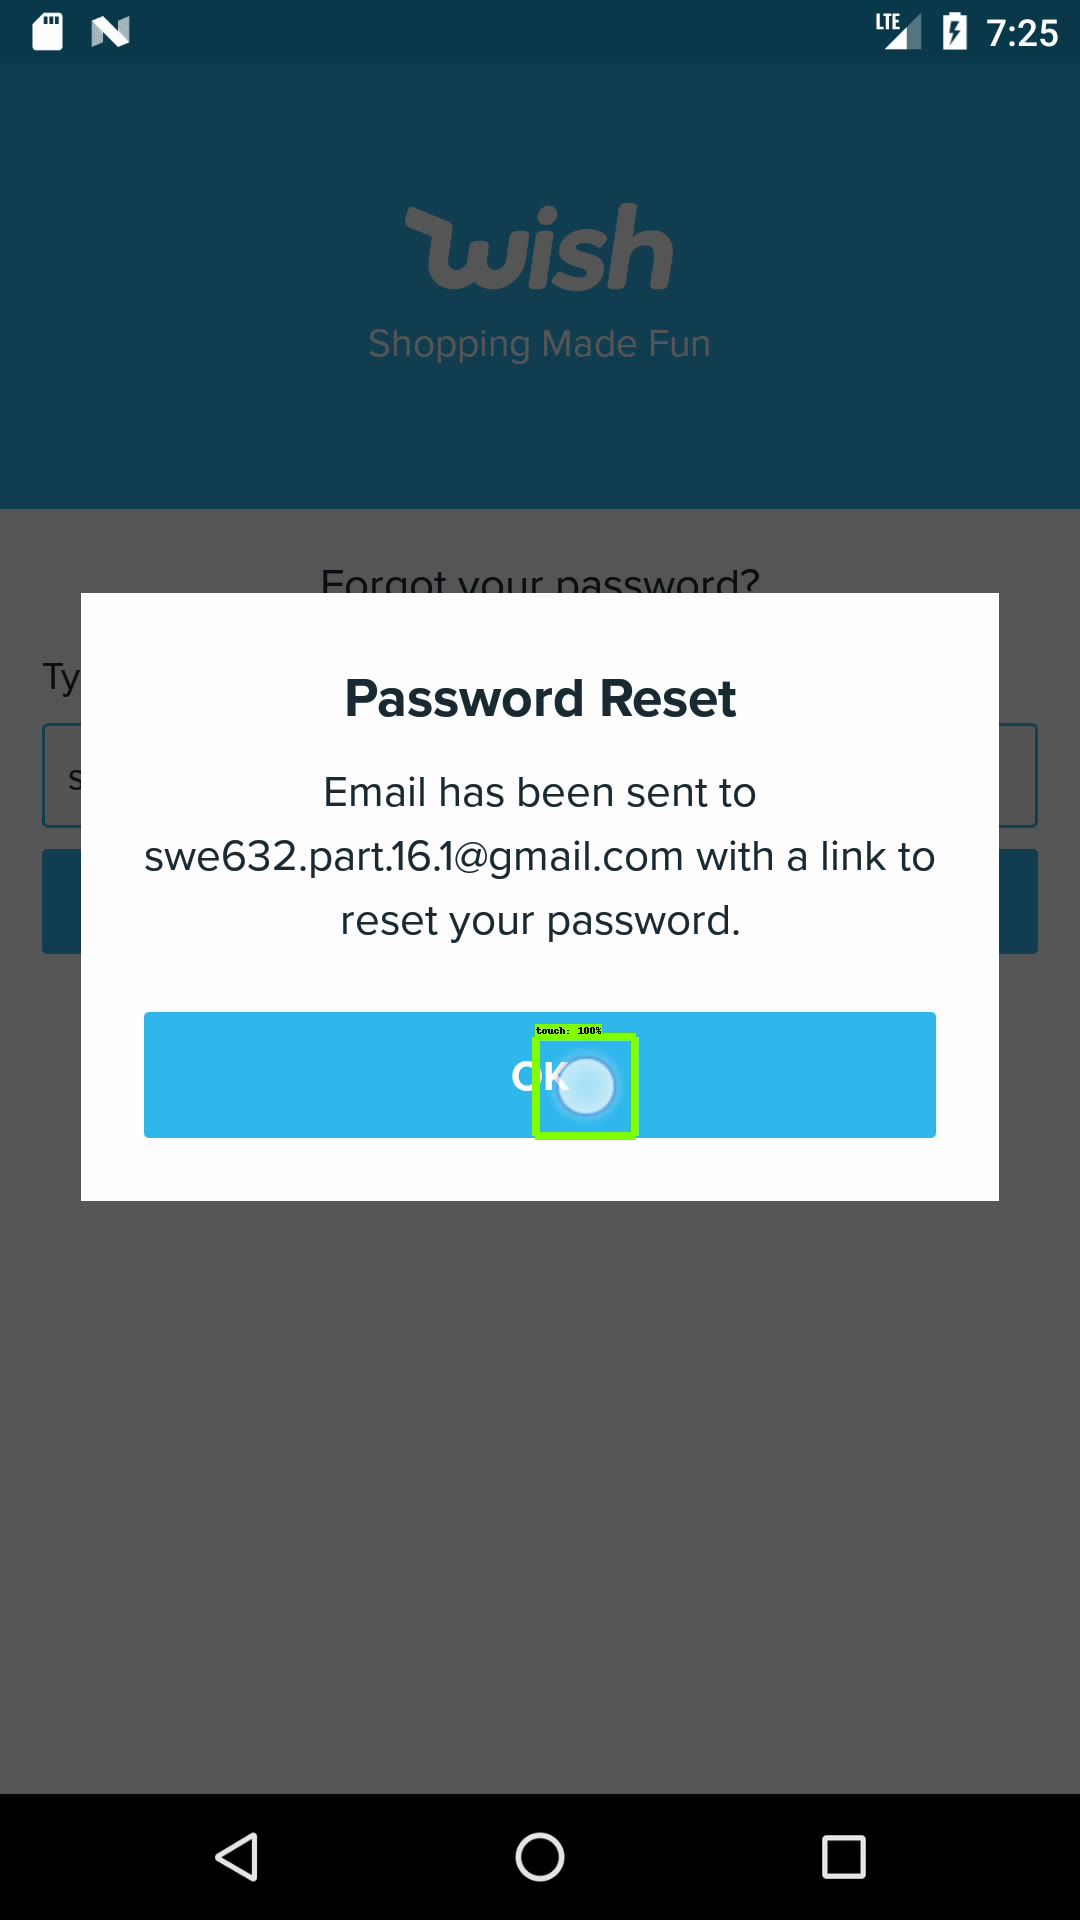 LTE 7:25
wish
Shopping Made Fun
Forgot your password?
Ty
s
Password Reset
Email has been sent to
swe632.part.16.1@gmail.com with a link to
reset your password.
touch: 100%
OK